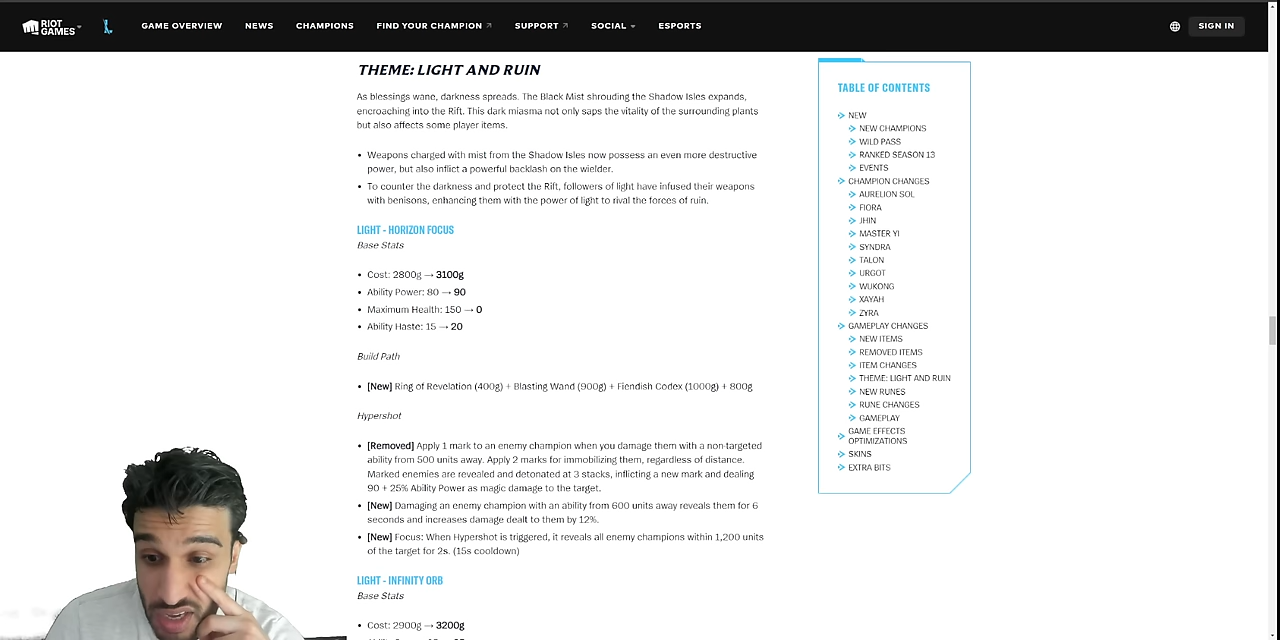 RIOT GAMES
GAME OVERVIEW
NEWS
CHAMPIONS
FIND YOUR CHAMPION
SUPPORT
SOCIAL
ESPORTS
SIGN IN
THEME: LIGHT AND RUIN
As blessings wane, darkness spreads. The Black Mist shrouding the Shadow Isles expands,
encroaching into the Rift. This dark miasma not only saps the vitality of the surrounding plants
but also affects some player items.
• Weapons charged with mist from the Shadow Isles now possess an even more destructive
power, but also inflict a powerful backlash on the wielder.
• To counter the darkness and protect the Rift, followers of light have infused their weapons
with benisons, enhancing them with the power of light to rival the forces of ruin.
LIGHT - HORIZON FOCUS
Base Stats
• Cost: 2800g → 3100g
• Ability Power: 80 → 90
• Maximum Health: 150 → 0
• Ability Haste: 15 → 20
Build Path
• [New] Ring of Revelation (400g) + Blasting Wand (900g) + Fiendish Codex (1000g) + 800g
Hypershot
• [Removed] Apply 1 mark to an enemy champion when you damage them with a non-targeted
ability from 500 units away. Apply 2 marks for immobilizing them, regardless of distance.
Marked enemies are revealed and detonated at 3 stacks, inflicting a new mark and dealing
90 + 25% Ability Power as magic damage to the target.
• [New] Damaging an enemy champion with an ability from 600 units away reveals them for 6
seconds and increases damage dealt to them by 12%.
• [New] Focus: When Hypershot is triggered, it reveals all enemy champions within 1,200 units
of the target for 2s. (15s cooldown)
LIGHT - INFINITY ORB
Base Stats
• Cost: 2900g → 3200g
TABLE OF CONTENTS
NEW
NEW CHAMPIONS
WILD PASS
RANKED SEASON 13
EVENTS
CHAMPION CHANGES
AURELION SOL
FIORA
JHIN
MASTER YI
SYNDRA
TALON
URGOT
WUKONG
XAYAH
ZYRA
GAMEPLAY CHANGES
NEW ITEMS
REMOVED ITEMS
ITEM CHANGES
THEME: LIGHT AND RUIN
NEW RUNES
RUNE CHANGES
GAMEPLAY
GAME EFFECTS
OPTIMIZATIONS
SKINS
EXTRA BITS